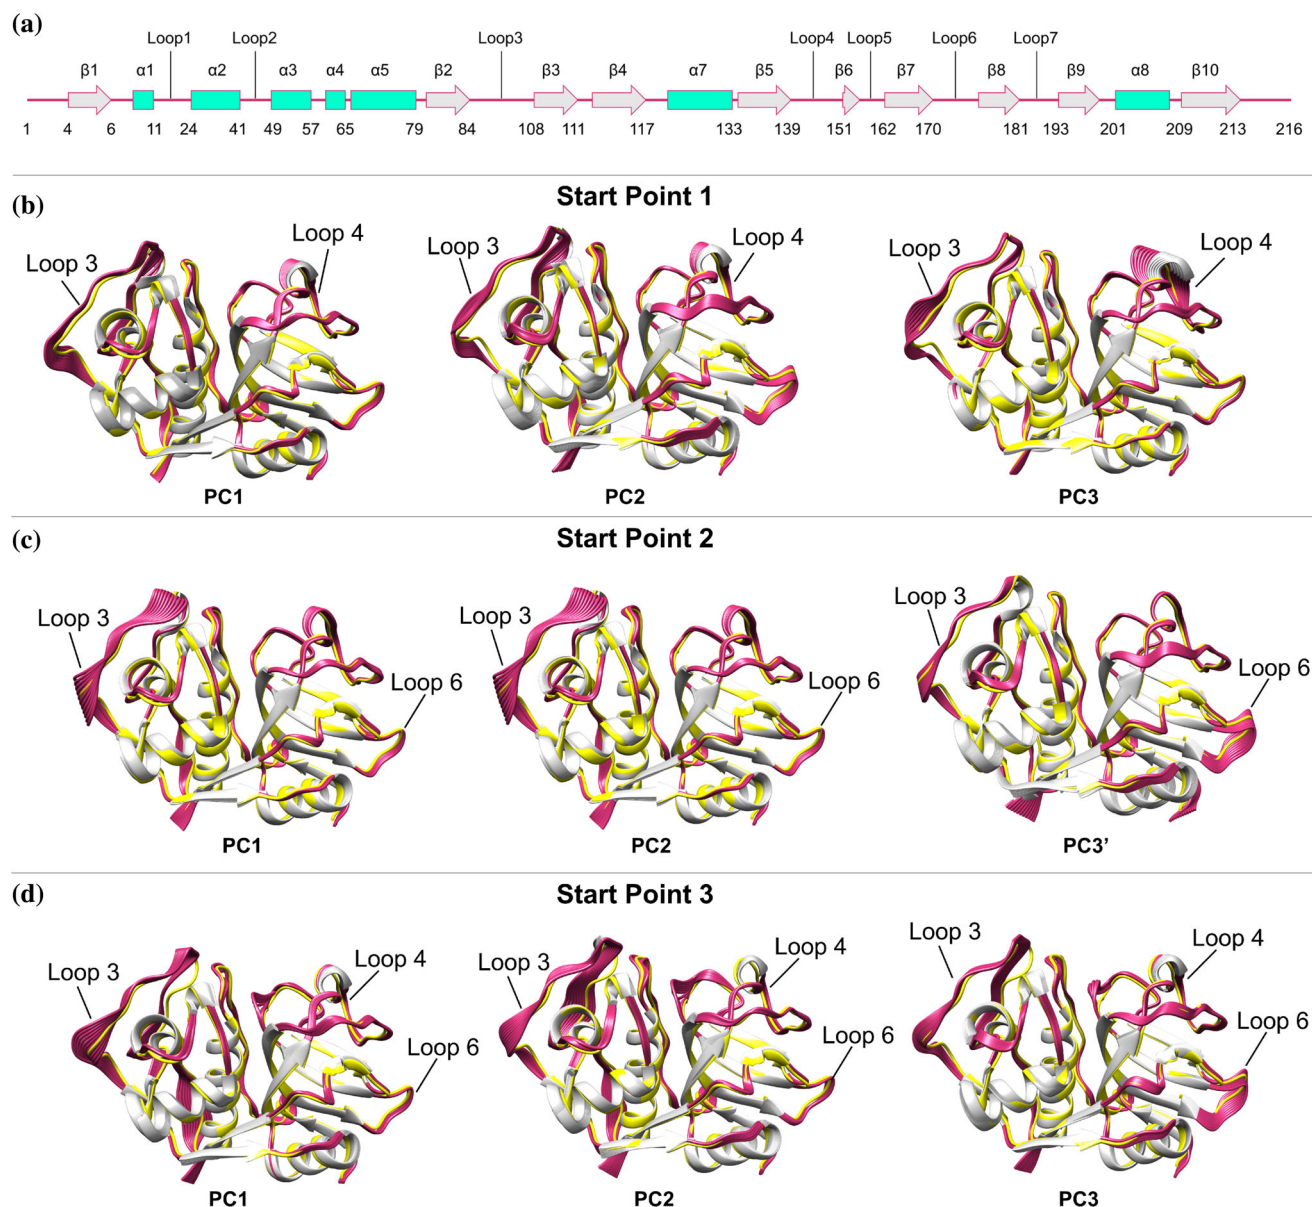 (a)
Loop1 Loop2 Loop3 Loop4 Loop5 Loop6 Loop7
β1 α1 α2 α3 α4 α5 β2 β3 β4 α7 β5 β6 β7 β8 β9 α8 β10
1 4 6 11 24 41 49 57 65 79 84 108 111 117 133 139 151 162 170 181 193 201 209 213 216
(b)
Start Point 1
Loop 3 Loop 4 Loop 3 Loop 4 Loop 3 Loop 4
PC1 PC2 PC3
(c)
Start Point 2
Loop 3 Loop 6 Loop 3 Loop 6 Loop 3 Loop 6
PC1 PC2 PC3’
(d)
Start Point 3
Loop 3 Loop 4 Loop 3 Loop 4 Loop 3 Loop 4
Loop 6 Loop 6 Loop 6
PC1 PC2 PC3